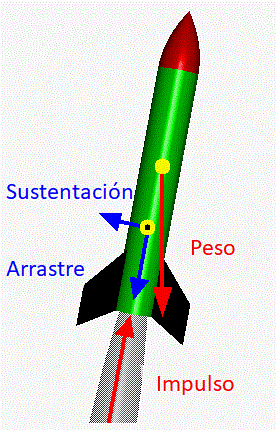 Sustentación
Peso
Arrastre
Impulso